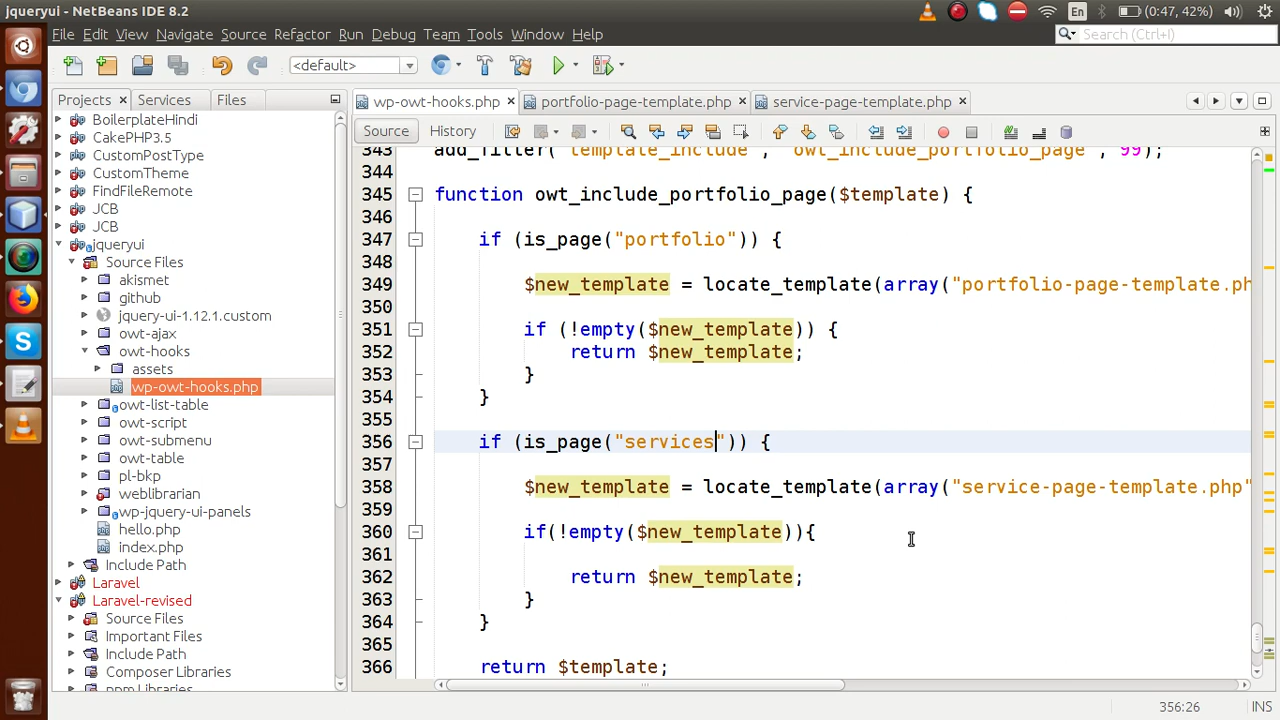 jqueryui - NetBeans IDE 8.2
En
(0:47, 42%)
File Edit View Navigate Source Refactor Run Debug Team Tools Window Help
Search (Ctrl+I)
<default>
Projects
Services
Files
wp-owt-hooks.php
portfolio-page-template.php
service-page-template.php
Source
History
BoilerplateHindi
CakePHP3.5
CustomPostType
CustomTheme
FindFileRemote
JCB
JCB
jqueryui
Source Files
akismet
github
jquery-ui-1.12.1.custom
owt-ajax
owt-hooks
assets
wp-owt-hooks.php
owt-list-table
owt-script
owt-submenu
owt-table
pl-bkp
weblibrarian
wp-jquery-ui-panels
hello.php
index.php
Include Path
Laravel
Laravel-revised
Source Files
Important Files
Include Path
Composer Libraries
npm Libraries
343 add_filter("template_include", "owt_include_portfolio_page", 99);
344
345 function owt_include_portfolio_page($template) {
346
347 if (is_page("portfolio")) {
348
349 $new_template = locate_template(array("portfolio-page-template.ph
350
351 if (!empty($new_template)) {
352 return $new_template;
353 }
354 }
355
356 if (is_page("services")) {
357
358 $new_template = locate_template(array("service-page-template.php"
359
360 if(!empty($new_template)){
361
362 return $new_template;
363 }
364 }
365
366 return $template;
356:26
INS